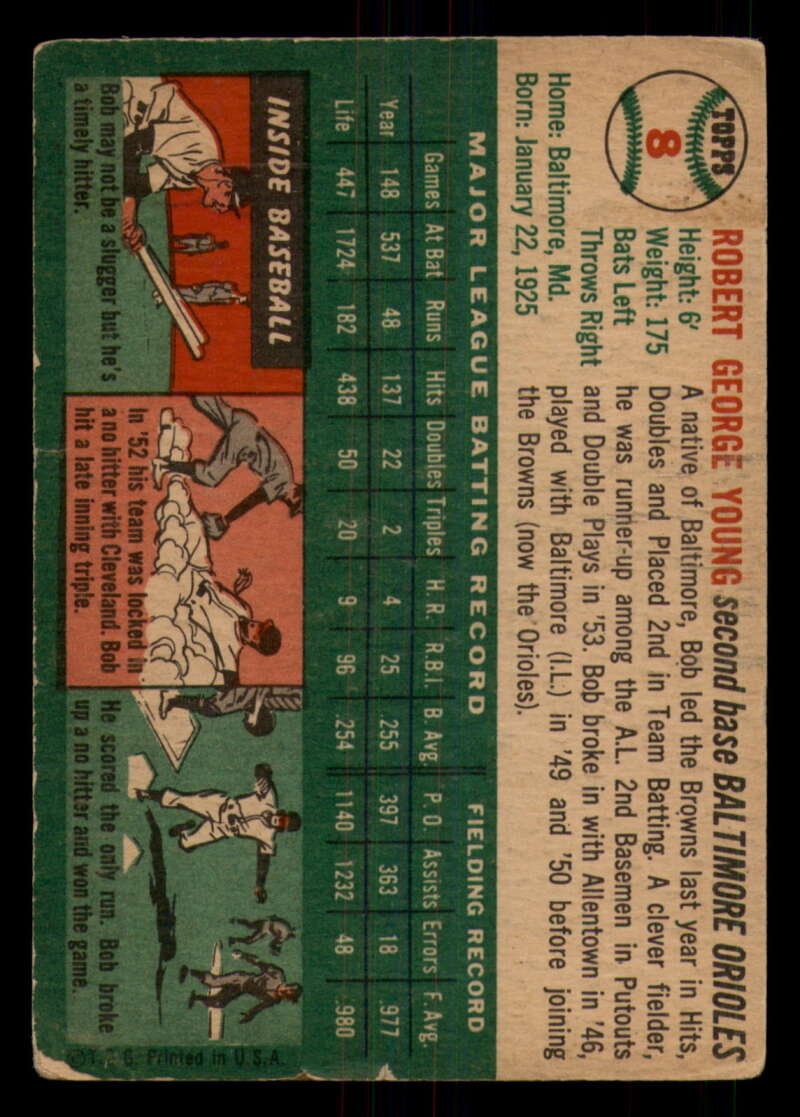 TOPPS
8
ROBERT GEORGE YOUNG second base BALTIMORE ORIOLES
Height: 6'
Weight: 175
Bats Left
Throws Right
Home: Baltimore, Md.
Born: January 22, 1925
A native of Baltimore, Bob led the Browns last year in Hits,
Doubles and Placed 2nd in Team Batting. A clever fielder,
he was runner-up among the A.L. 2nd Basemen in Putouts
and Double Plays in '53. Bob broke in with Allentown in '46,
played with Baltimore (I.L.) in '49 and '50 before joining
the Browns (now the Orioles).
MAJOR LEAGUE BATTING RECORD FIELDING RECORD
Games At Bat Runs Hits Doubles Triples H. R. R.B.I. B. Avg. P. O. Assists Errors F. Avg.
Year 148 537 48 137 22 2 4 25 .255 397 363 18 .977
Life 447 1724 182 438 50 20 9 96 .254 1140 1232 48 .980
INSIDE BASEBALL
Bob may not be a slugger but he's
a timely hitter.
In '52 his team was locked in
a no hitter with Cleveland. Bob
hit a late inning triple.
He scored the only run. Bob broke
up a no hitter and won the game.
T.C.G. Printed in U.S.A.